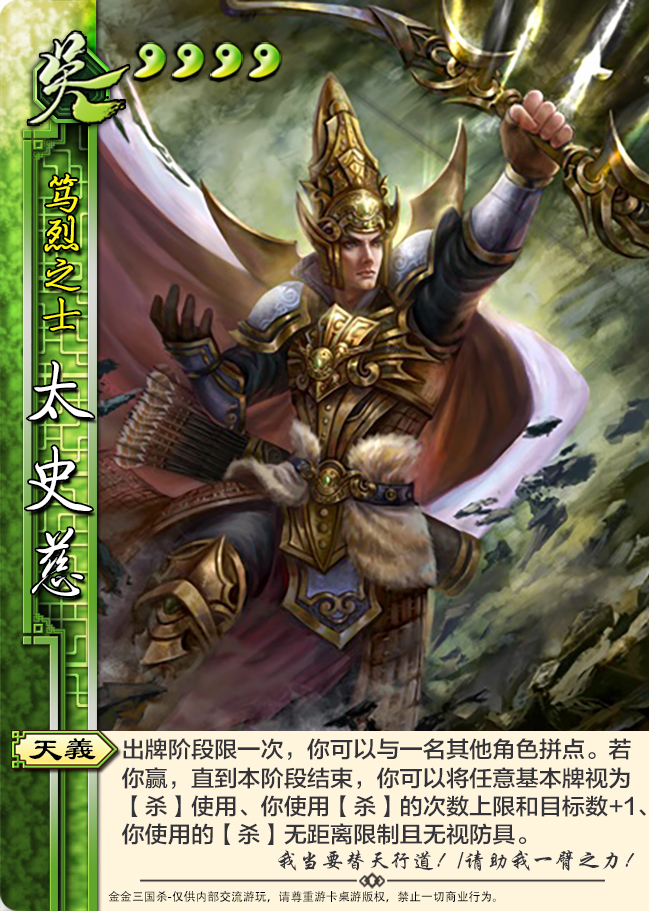 吴
笃烈之士
太史慈
天義
出牌阶段限一次，你可以与一名其他角色拼点。若
你赢，直到本阶段结束，你可以将任意基本牌视为
【杀】使用、你使用【杀】的次数上限和目标数+1、
你使用的【杀】无距离限制且无视防具。
我当要替天行道！/请助我一臂之力！
金金三国杀-仅供内部交流游玩，请尊重游卡桌游版权，禁止一切商业行为。